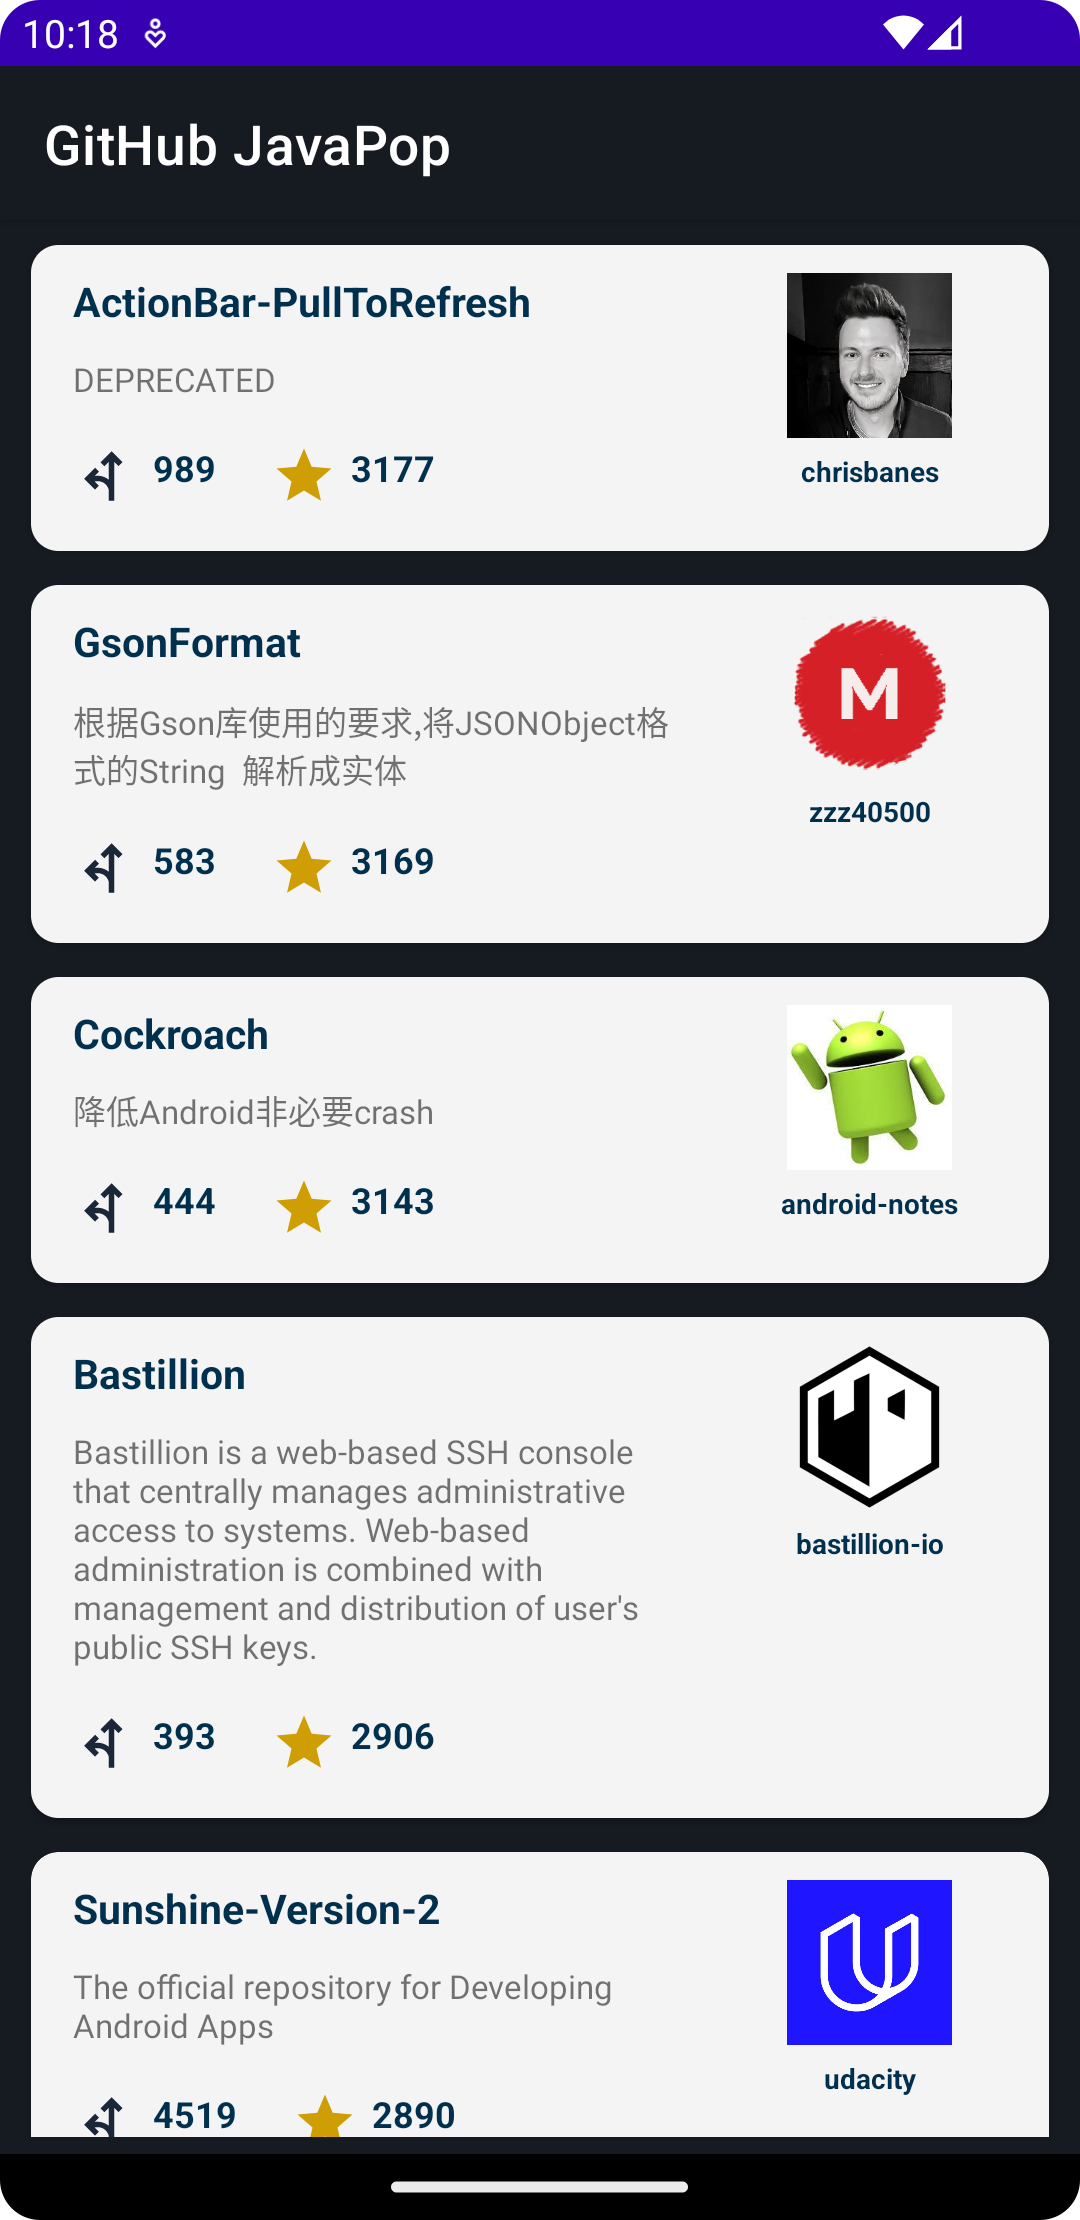 10:18
GitHub JavaPop
ActionBar-PullToRefresh
DEPRECATED
989 3177
chrisbanes
GsonFormat
根据Gson库使用的要求,将JSONObject格
式的String 解析成实体
583 3169
M
zzz40500
Cockroach
降低Android非必要crash
444 3143
android-notes
Bastillion
Bastillion is a web-based SSH console
that centrally manages administrative
access to systems. Web-based
administration is combined with
management and distribution of user's
public SSH keys.
393 2906
bastillion-io
Sunshine-Version-2
The official repository for Developing
Android Apps
4519 2890
udacity